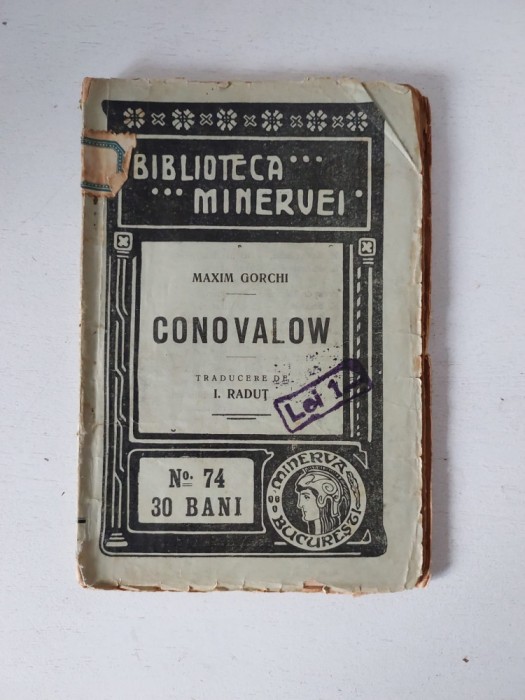 BIBLIOTECA
MINERVEI
MAXIM GORCHI
CONOVALOW
TRADUCERE DE
I. RADUȚ
Lei 1
No. 74
30 BANI
MINERVA
BUCUREȘTI